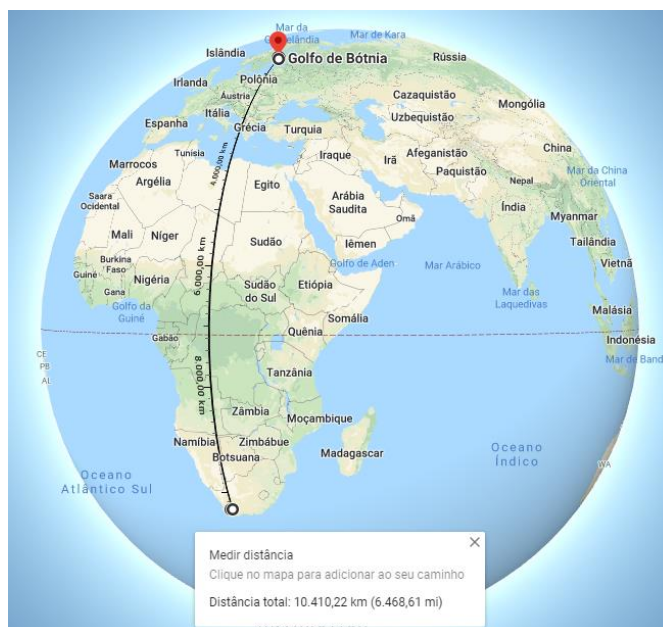 Mar da
Mar de Kara
Islândia
Rússia
Golfo de Bótnia
Irlanda
Polônia
Áustria
Cazaquistão
Mongólia
Itália
Uzbequistão
Espanha
Grécia
Turquia
China
Tunísia
Marrocos
Iraque
Irã
Afeganistão
Argélia
4.000,00 km
Paquistão
Nepal
Mar da China
Oriental
Saara
Ocidental
Egito
Arábia
Saudita
Índia
Myanmar
Omã
Mali
Níger
Sudão
Iêmen
Tailândia
Burkina
Faso
Golfo de Aden
Mar Arábico
Vietnã
Guiné
6.000,00 km
Nigéria
Sudão
do Sul
Etiópia
Gana
Mar das
Laquedivas
Golfo da
Guiné
Somália
Malásia
Gabão
Quênia
Indonésia
CE
PB
AL
Mar de Band
8.000,00 km
Tanzânia
Zâmbia
Moçambique
Namíbia
Zimbábue
Madagascar
Botsuana
Oceano
Índico
Oceano
Atlântico Sul
WA
Medir distância
Clique no mapa para adicionar ao seu caminho
Distância total: 10.410,22 km (6.468,61 mi)